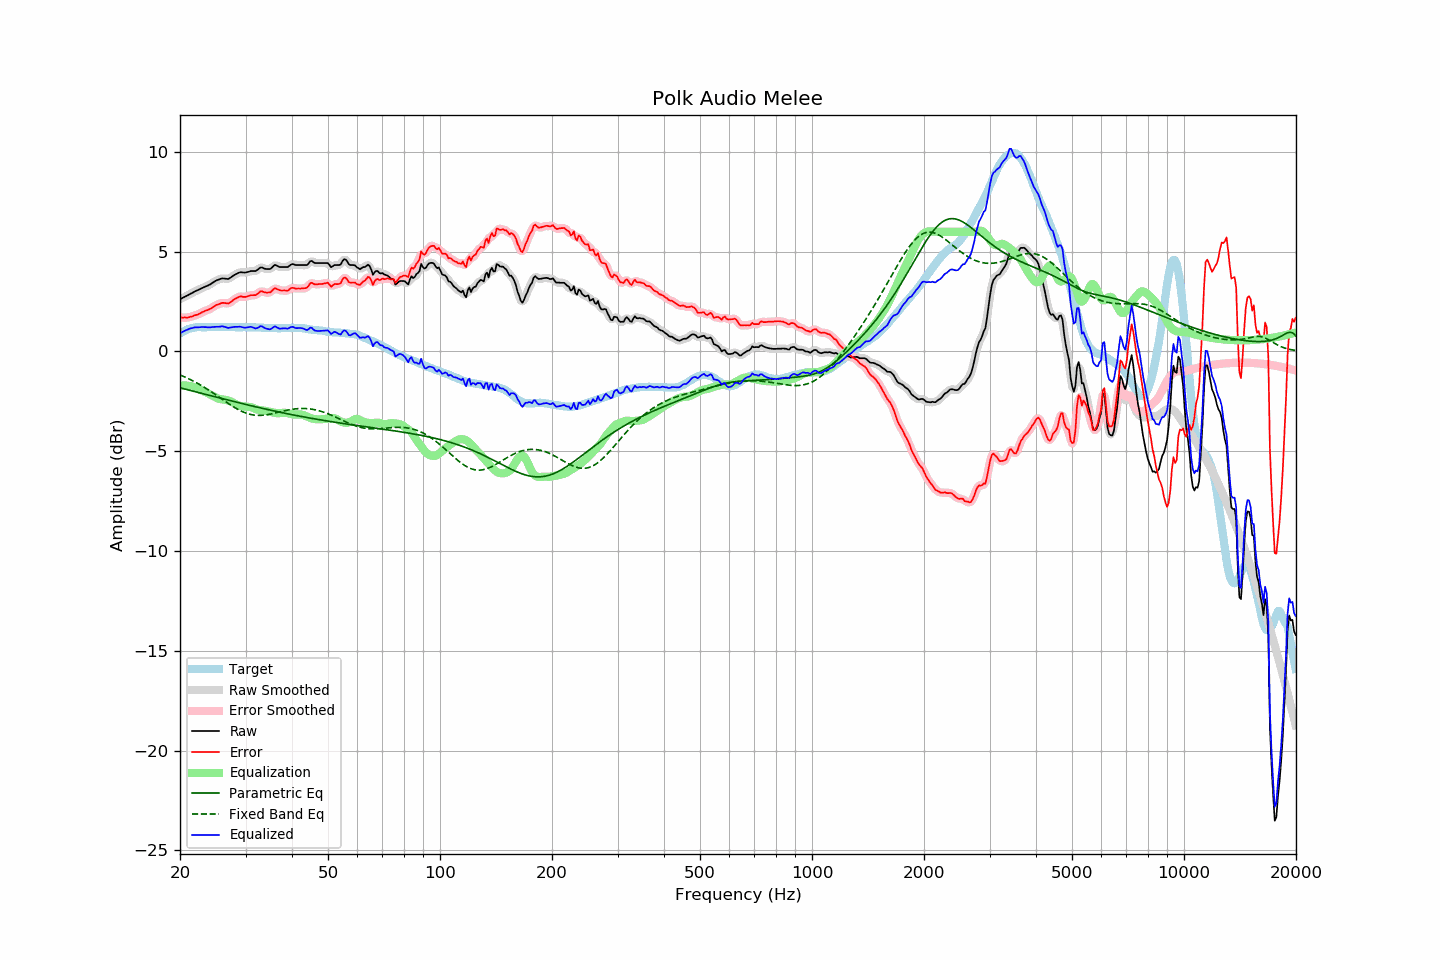 Polk Audio Melee
Amplitude (dBr)
10
5
0
−5
−10
−15
−20
−25
Target
Raw Smoothed
Error Smoothed
Raw
Error
Equalization
Parametric Eq
Fixed Band Eq
Equalized
20 50 100 200 500 1000 2000 5000 10000 20000
Frequency (Hz)